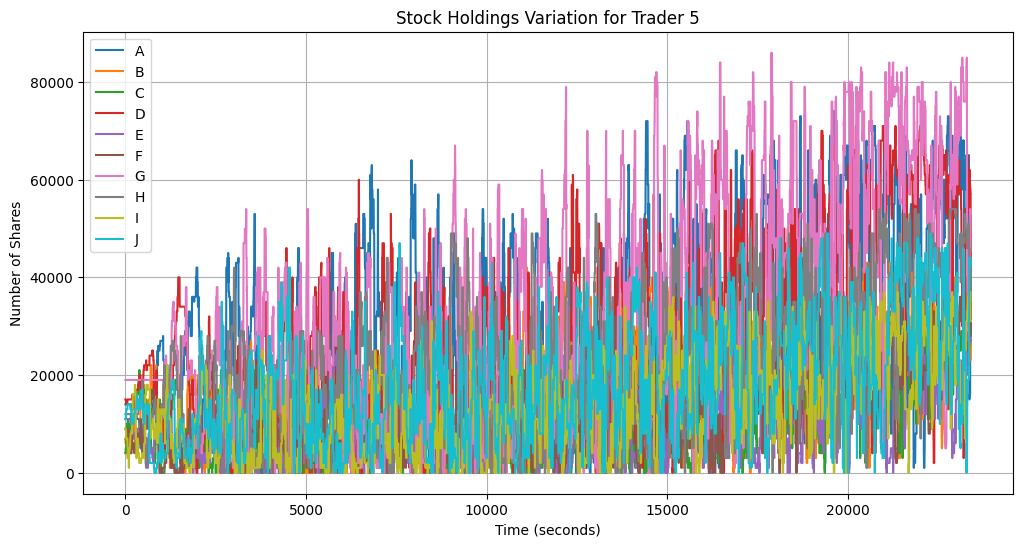 Stock Holdings Variation for Trader 5
A
B
C
D
E
F
G
H
I
J
Number of Shares
80000
60000
40000
20000
0
0 5000 10000 15000 20000
Time (seconds)